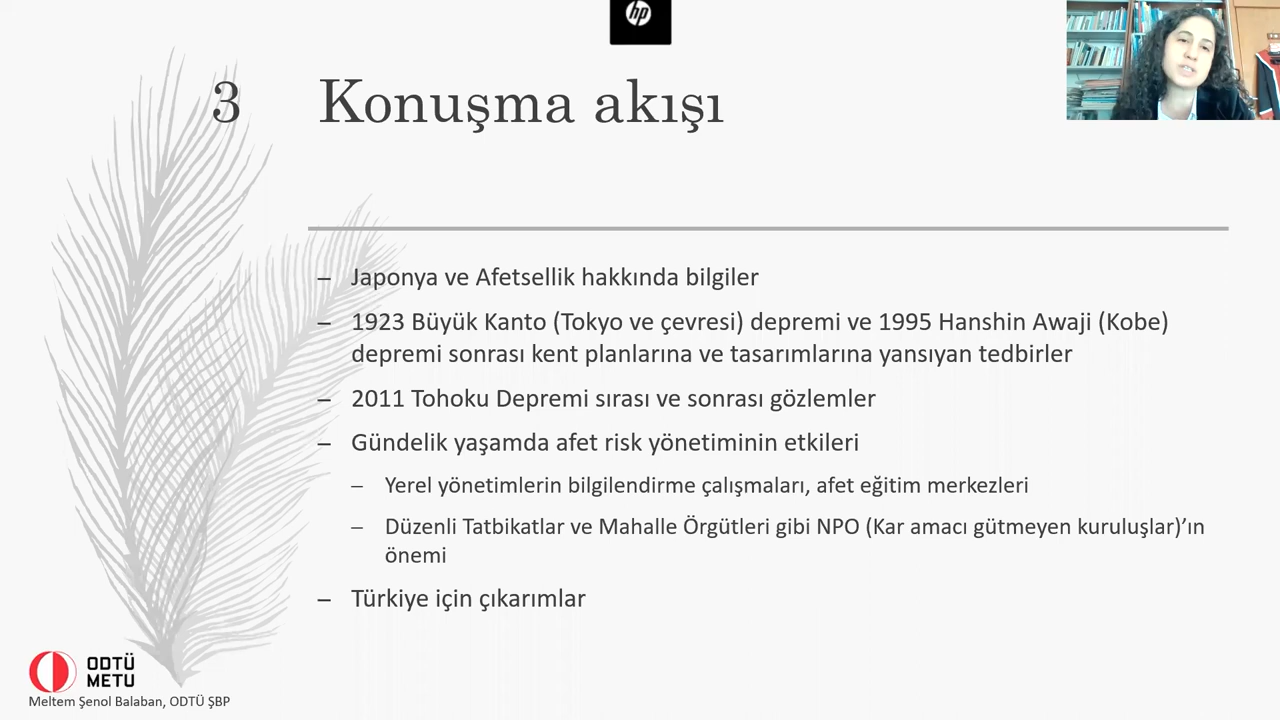 hp
3
Konuşma akışı
– Japonya ve Afetsellik hakkında bilgiler
– 1923 Büyük Kanto (Tokyo ve çevresi) depremi ve 1995 Hanshin Awaji (Kobe)
depremi sonrası kent planlarına ve tasarımlarına yansıyan tedbirler
– 2011 Tohoku Depremi sırası ve sonrası gözlemler
– Gündelik yaşamda afet risk yönetiminin etkileri
– Yerel yönetimlerin bilgilendirme çalışmaları, afet eğitim merkezleri
– Düzenli Tatbikatlar ve Mahalle Örgütleri gibi NPO (Kar amacı gütmeyen kuruluşlar)’ın
önemi
– Türkiye için çıkarımlar
ODTÜ
METU
Meltem Şenol Balaban, ODTÜ ŞBP